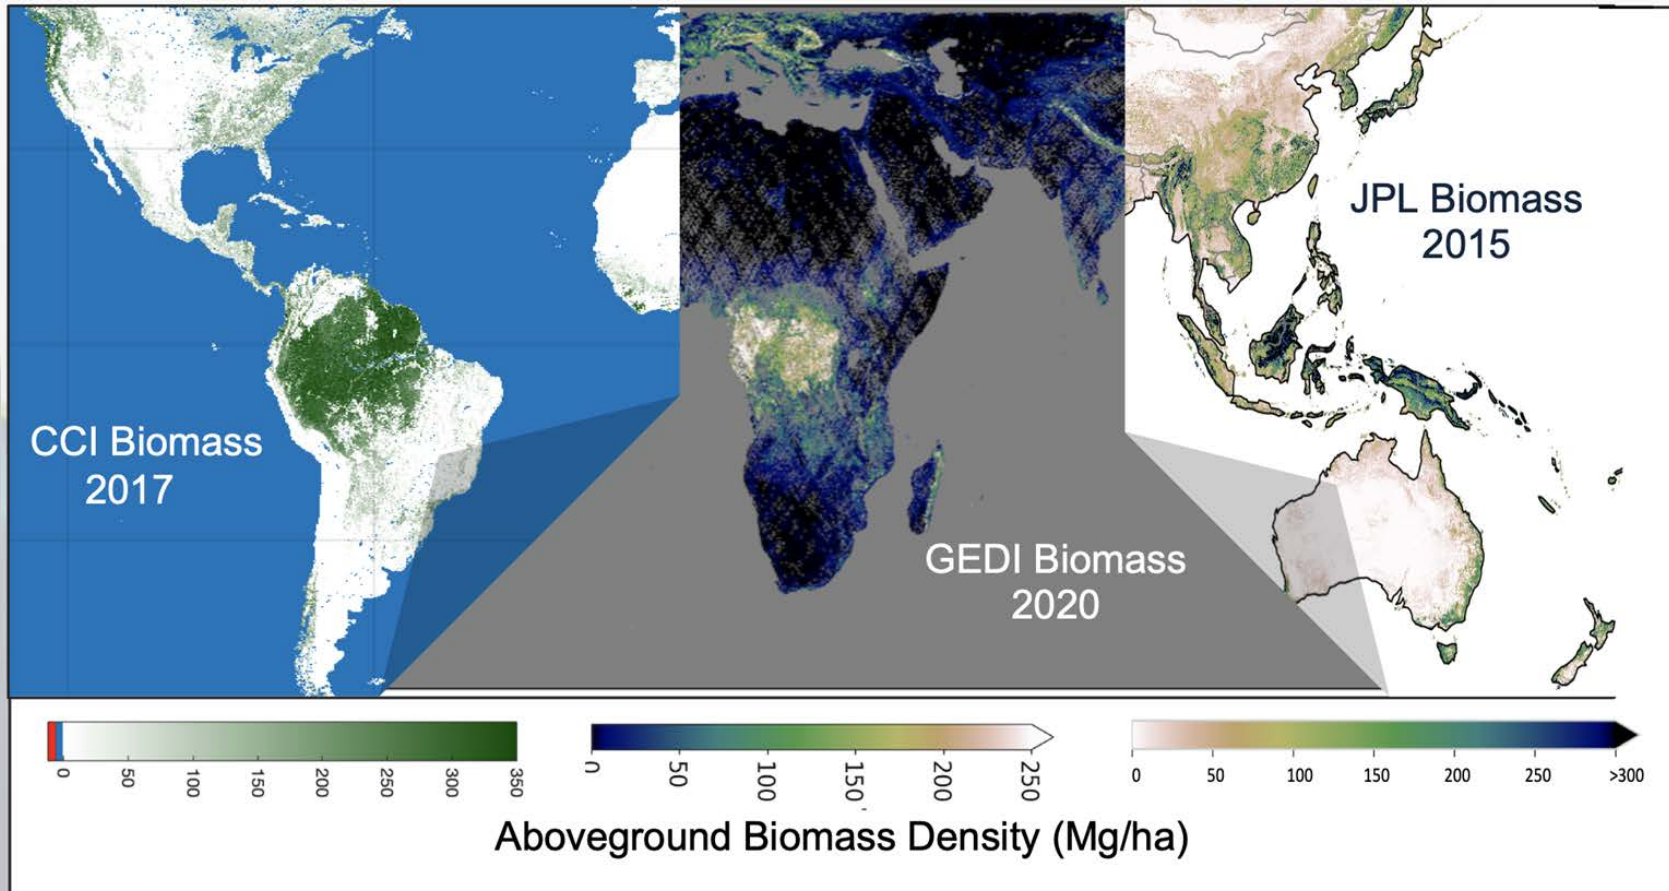 CCI Biomass
2017
GEDI Biomass
2020
JPL Biomass
2015
0 50 100 150 200 250 300 350
0 50 100 150 200 250
0 50 100 150 200 250 >300
Aboveground Biomass Density (Mg/ha)